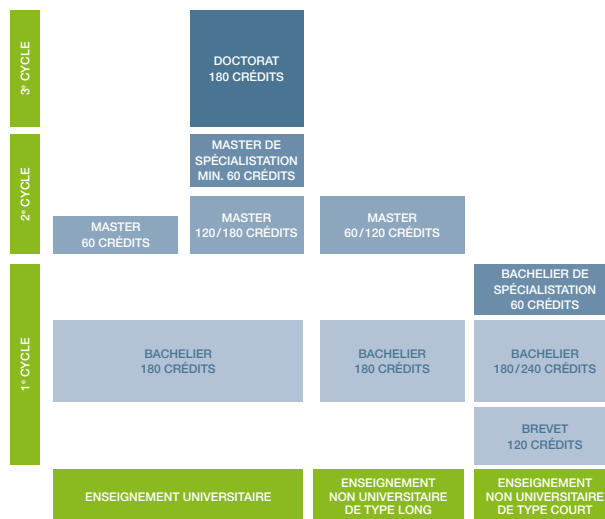 3e CYCLE
DOCTORAT
180 CRÉDITS
2e CYCLE
MASTER DE
SPÉCIALISTATION
MIN. 60 CRÉDITS
MASTER
60 CRÉDITS
MASTER
120/180 CRÉDITS
MASTER
60/120 CRÉDITS
1e CYCLE
BACHELIER DE
SPÉCIALISTATION
60 CRÉDITS
BACHELIER
180 CRÉDITS
BACHELIER
180 CRÉDITS
BACHELIER
180/240 CRÉDITS
BREVET
120 CRÉDITS
ENSEIGNEMENT UNIVERSITAIRE
ENSEIGNEMENT
NON UNIVERSITAIRE
DE TYPE LONG
ENSEIGNEMENT
NON UNIVERSITAIRE
DE TYPE COURT